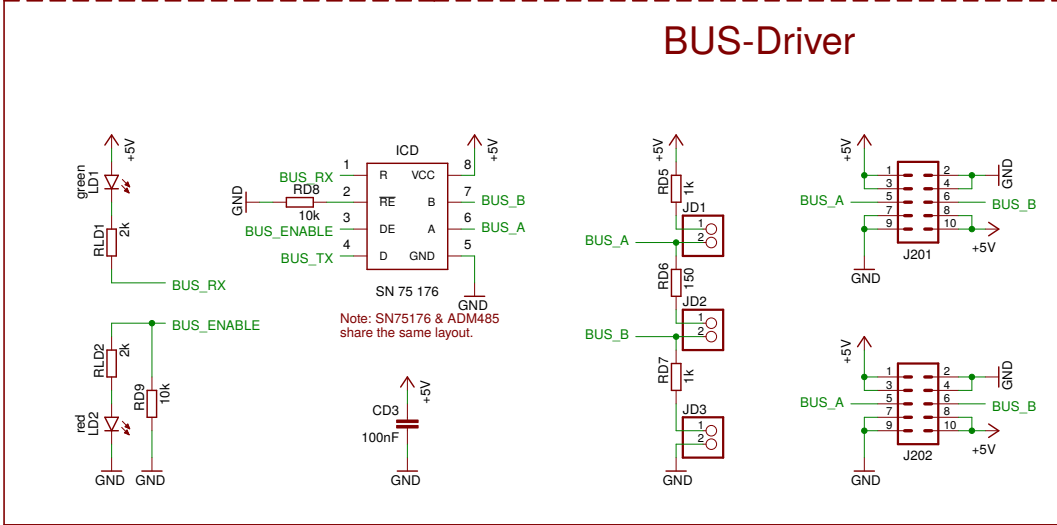 BUS-Driver
green
LD1
+5V
RLD1
2k
BUS_RX
BUS_ENABLE
RLD2
2k
RD9
10k
red
LD2
GND
GND
ICD
BUS_RX
1
R
VCC
8
+5V
GND
RD8
10k
2
RE
B
7
BUS_B
BUS_ENABLE
3
DE
A
6
BUS_A
BUS_TX
4
D
GND
5
SN 75 176
GND
Note: SN75176 & ADM485
share the same layout.
+5V
CD3
100nF
GND
+5V
RD5
1k
JD1
1
2
BUS_A
RD6
150
JD2
1
2
BUS_B
RD7
1k
JD3
1
2
GND
+5V
1
2
GND
3
4
BUS_A
5
6
BUS_B
7
8
9
10
+5V
J201
GND
+5V
1
2
GND
3
4
BUS_A
5
6
BUS_B
7
8
9
10
+5V
J202
GND